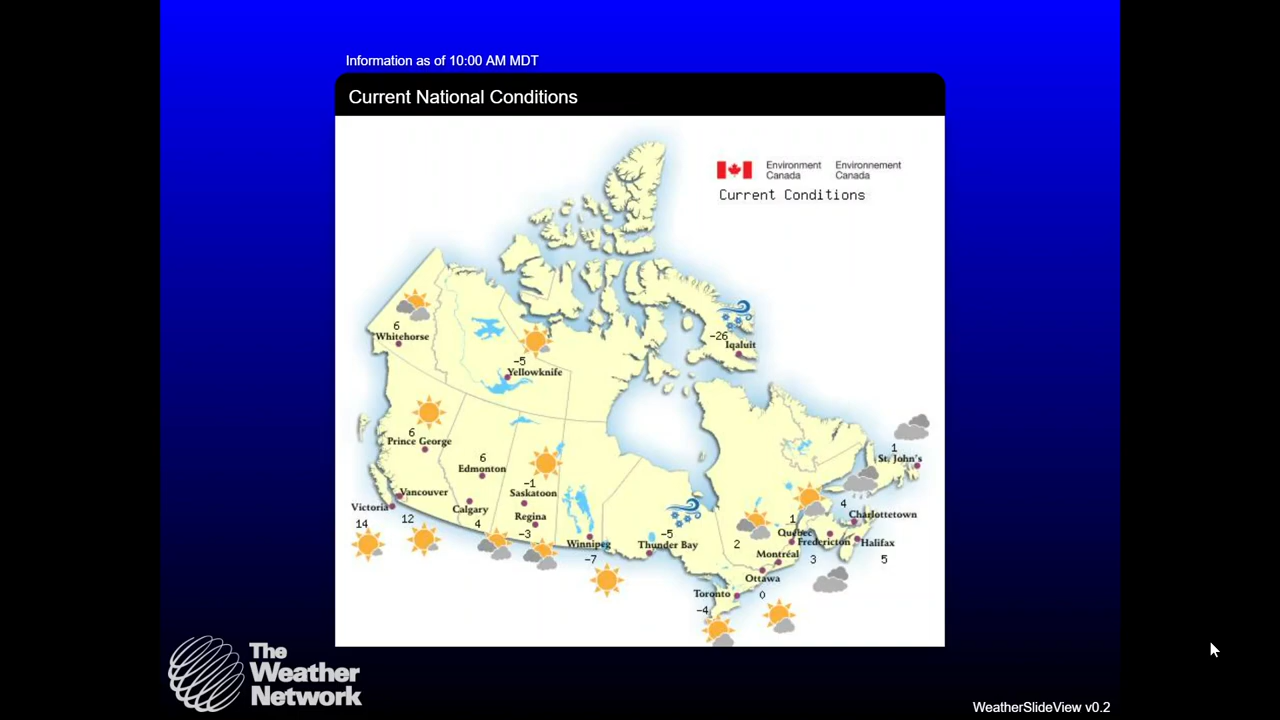 Information as of 10:00 AM MDT
Current National Conditions
Environment Canada
Environnement Canada
Current Conditions
6
Whitehorse
-5
Yellowknife
-26
Iqaluit
6
Prince George
6
Edmonton
-1
Saskatoon
1
St. John's
Vancouver
Victoria
14
12
Calgary
4
Regina
-3
Winnipeg
-7
-5
Thunder Bay
2
1
Québec
4
Charlottetown
Fredericton
3
Halifax
5
Montréal
Ottawa
0
Toronto
-4
The
Weather
Network
WeatherSlideView v0.2